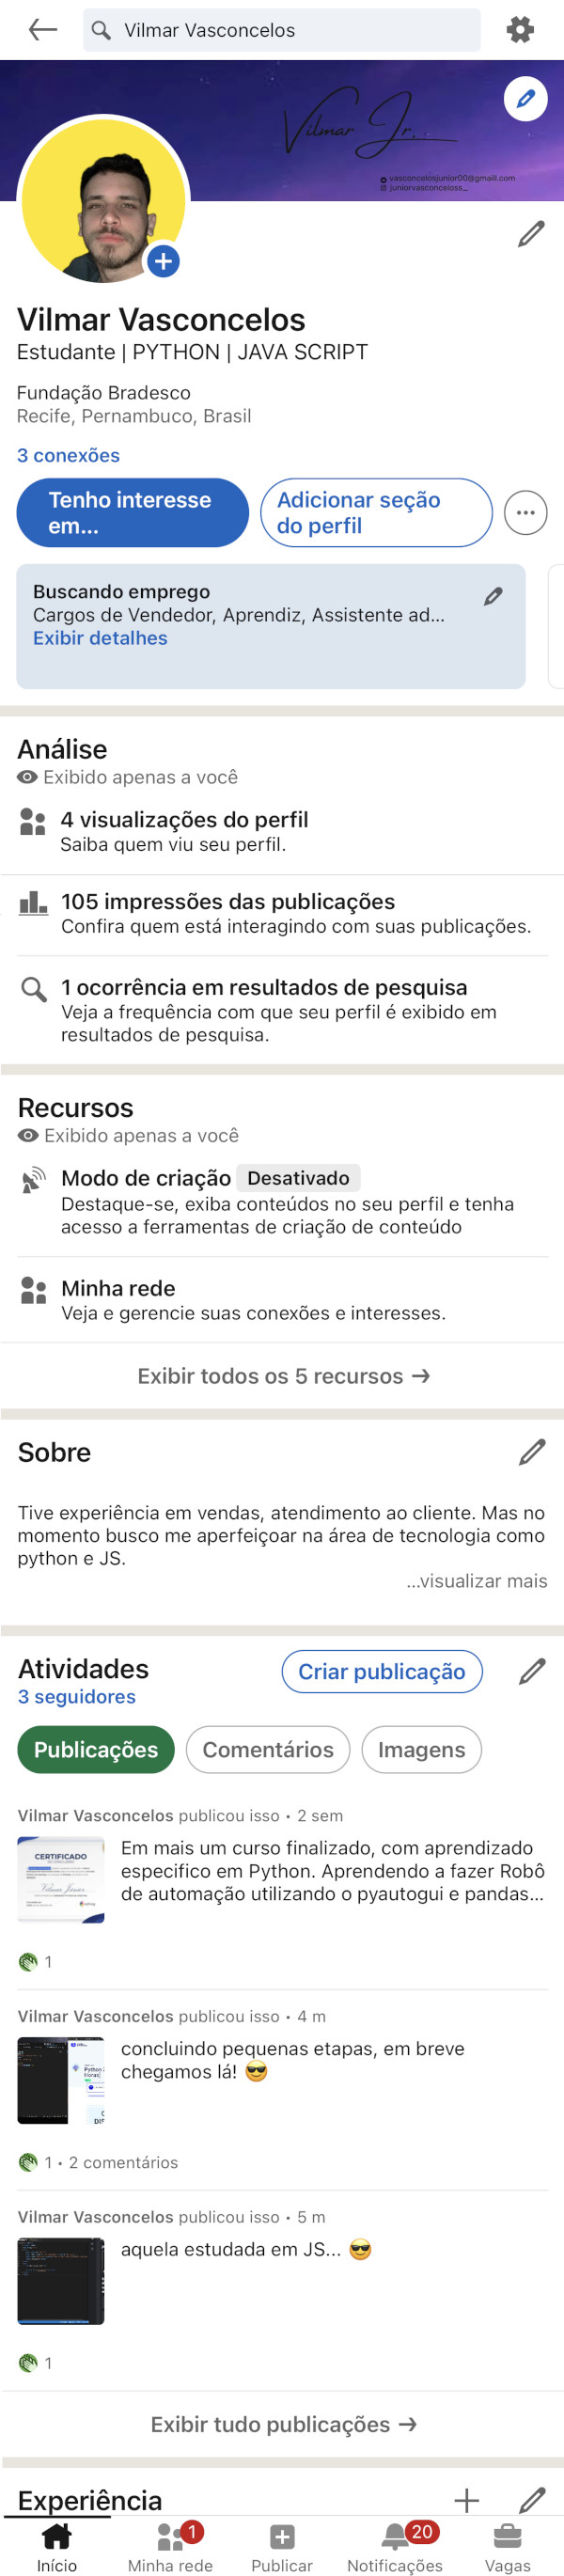 Vilmar Vasconcelos
Vilmar Jr.
vasconcelosjunior00@gmaill.com
juniorvasconceloss_
Vilmar Vasconcelos
Estudante | PYTHON | JAVA SCRIPT
Fundação Bradesco
Recife, Pernambuco, Brasil
3 conexões
Tenho interesse
em...
Adicionar seção
do perfil
Buscando emprego
Cargos de Vendedor, Aprendiz, Assistente ad...
Exibir detalhes
Análise
Exibido apenas a você
4 visualizações do perfil
Saiba quem viu seu perfil.
105 impressões das publicações
Confira quem está interagindo com suas publicações.
1 ocorrência em resultados de pesquisa
Veja a frequência com que seu perfil é exibido em
resultados de pesquisa.
Recursos
Exibido apenas a você
Modo de criação Desativado
Destaque-se, exiba conteúdos no seu perfil e tenha
acesso a ferramentas de criação de conteúdo
Minha rede
Veja e gerencie suas conexões e interesses.
Exibir todos os 5 recursos →
Sobre
Tive experiência em vendas, atendimento ao cliente. Mas no
momento busco me aperfeiçoar na área de tecnologia como
python e JS.
...visualizar mais
Atividades
Criar publicação
3 seguidores
Publicações
Comentários
Imagens
Vilmar Vasconcelos publicou isso • 2 sem
CERTIFICADO
Vilmar Júnior
Em mais um curso finalizado, com aprendizado
especifico em Python. Aprendendo a fazer Robô
de automação utilizando o pyautogui e pandas...
1
Vilmar Vasconcelos publicou isso • 4 m
concluindo pequenas etapas, em breve
chegamos lá! 😎
1 • 2 comentários
Vilmar Vasconcelos publicou isso • 5 m
aquela estudada em JS... 😎
1
Exibir tudo publicações →
Experiência
1
20
Início
Minha rede
Publicar
Notificações
Vagas